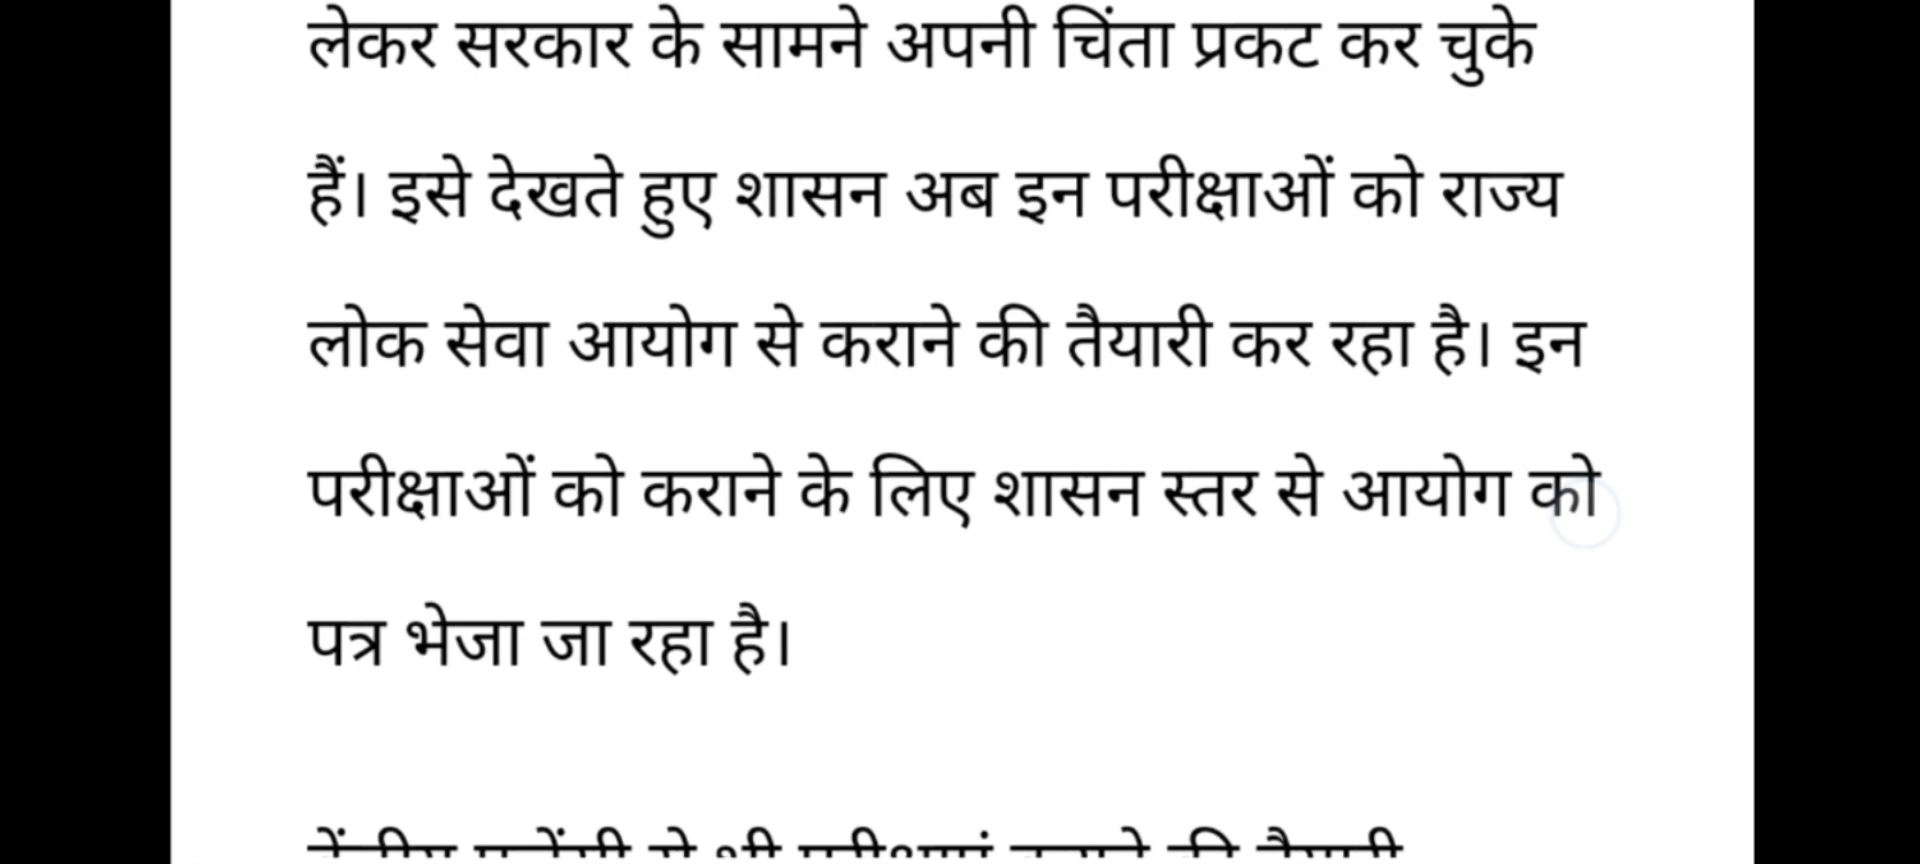 लेकर सरकार के सामने अपनी चिंता प्रकट कर चुके
हैं। इसे देखते हुए शासन अब इन परीक्षाओं को राज्य
लोक सेवा आयोग से कराने की तैयारी कर रहा है। इन
परीक्षाओं को कराने के लिए शासन स्तर से आयोग को
पत्र भेजा जा रहा है।